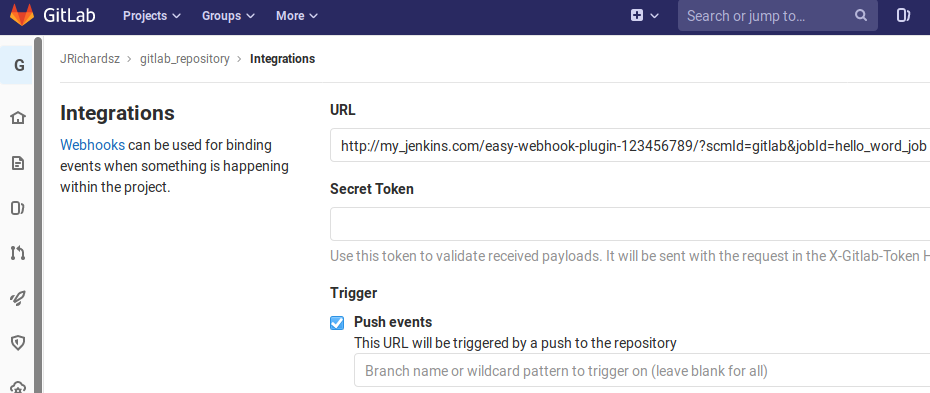 GitLab Projects Groups More Search or jump to…
G JRichardsz > gitlab_repository > Integrations
Integrations
Webhooks can be used for binding
events when something is happening
within the project.
URL
http://my_jenkins.com/easy-webhook-plugin-123456789/?scmId=gitlab&jobId=hello_word_job
Secret Token
Use this token to validate received payloads. It will be sent with the request in the X-Gitlab-Token H
Trigger
Push events
This URL will be triggered by a push to the repository
Branch name or wildcard pattern to trigger on (leave blank for all)